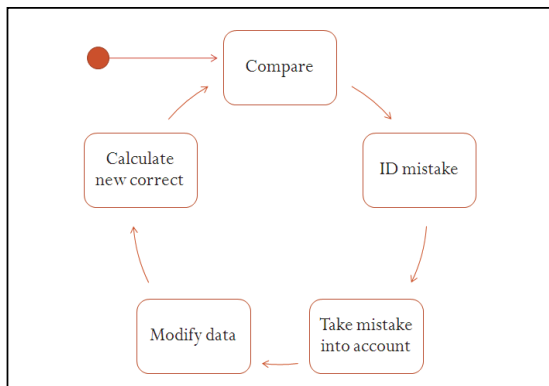 Compare
ID mistake
Take mistake
into account
Modify data
Calculate
new correct